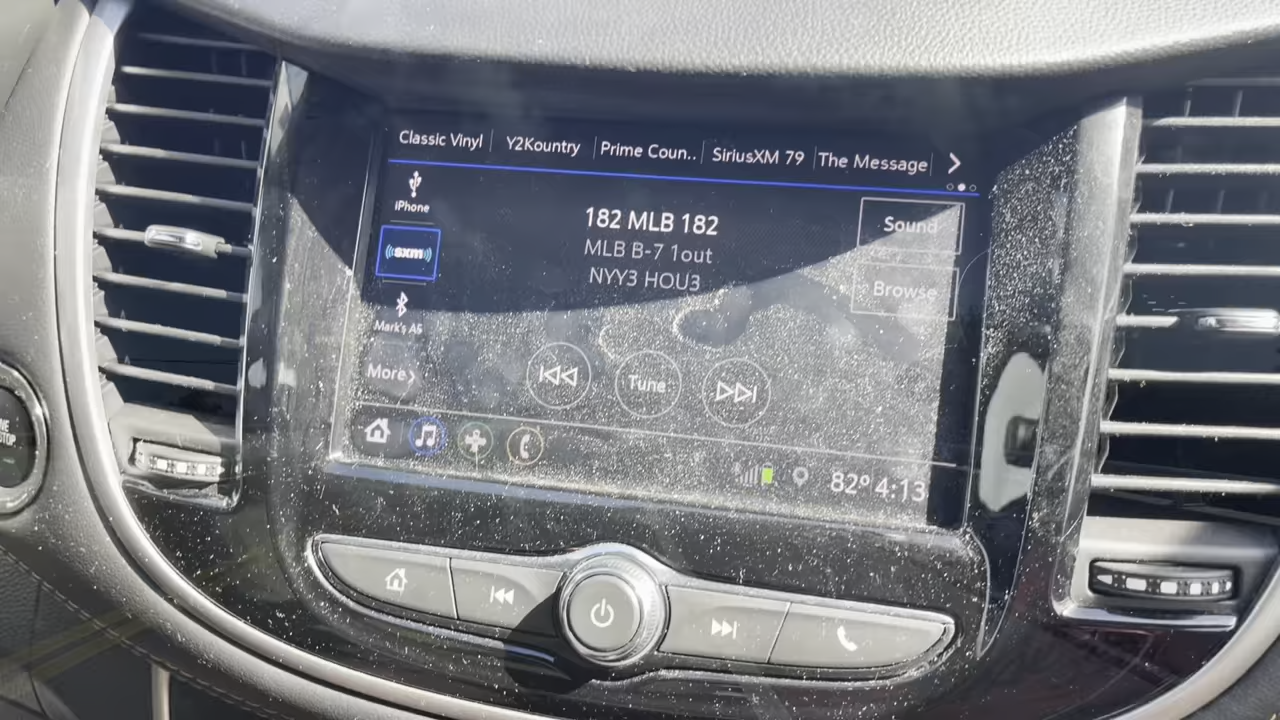 Classic Vinyl Y2Kountry Prime Coun.. SiriusXM 79 The Message
iPhone
182 MLB 182
Sound
sxm
MLB B-7 1out
NYY3 HOU3
Browse
Mark's A5
More
Tune
82° 4:13